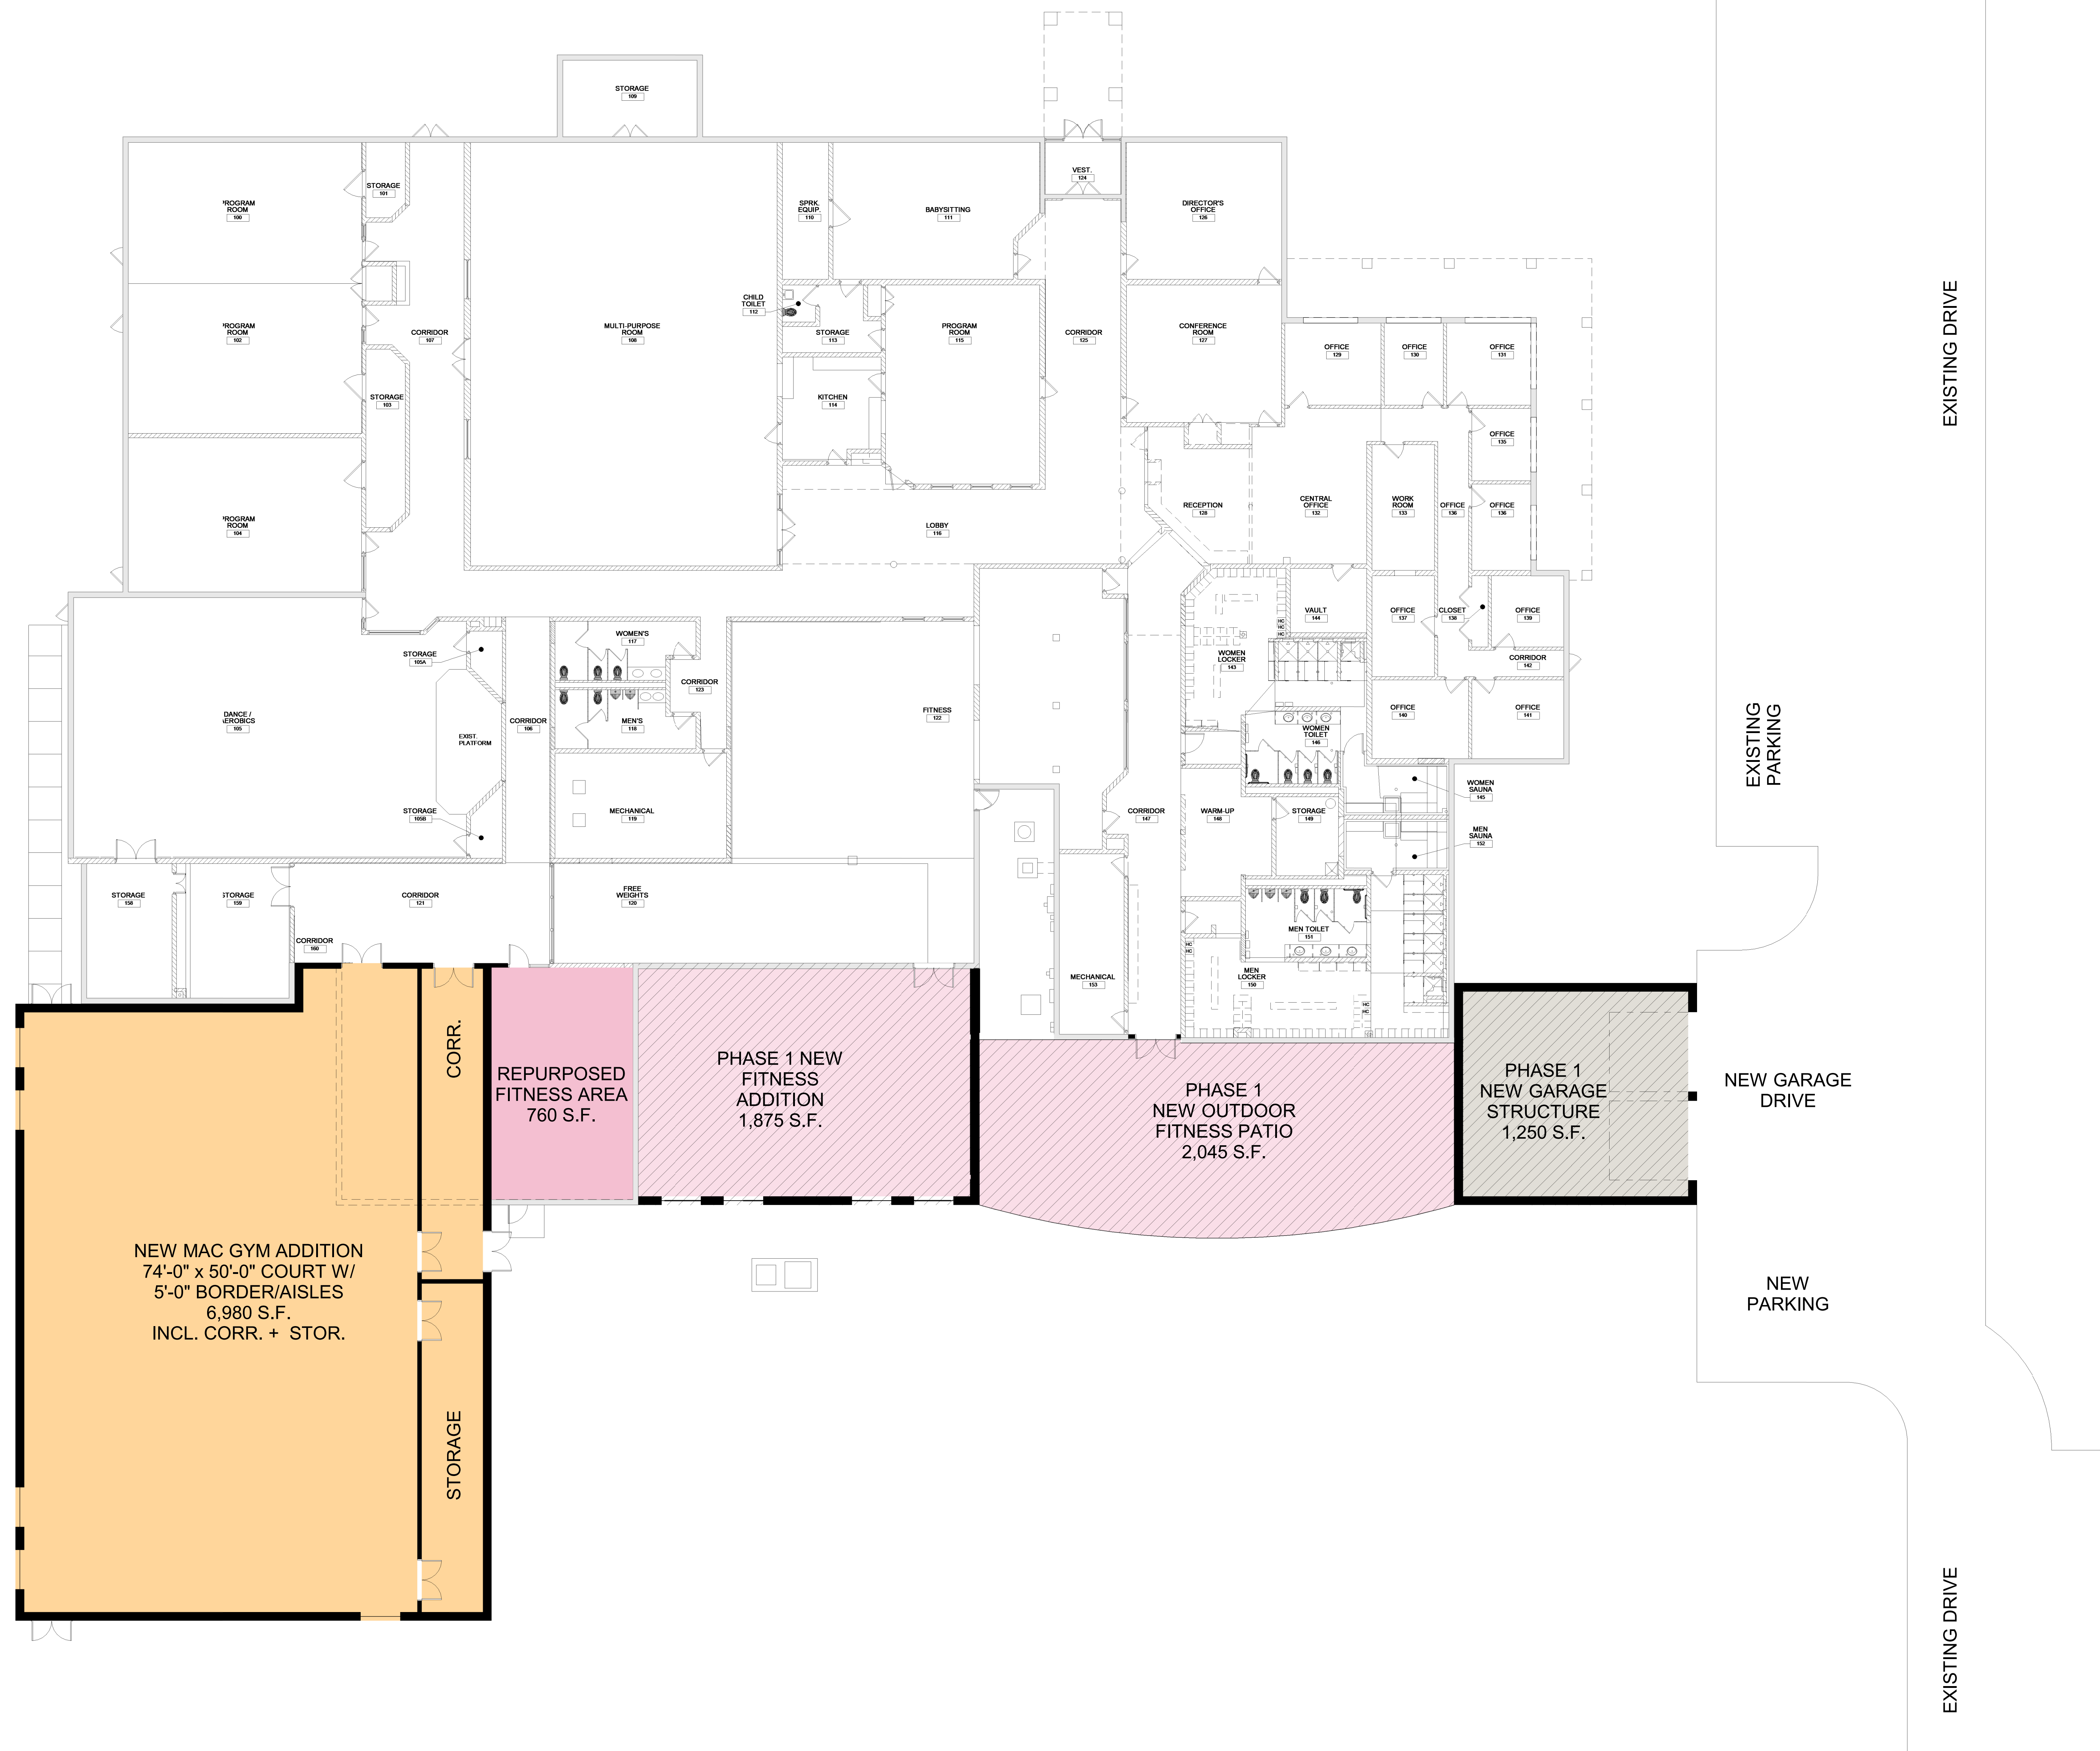 STORAGE
109
PROGRAM
ROOM
100
STORAGE
101
SPRK.
EQUIP.
110
BABYSITTING
111
VEST.
124
DIRECTOR'S
OFFICE
126
PROGRAM
ROOM
102
CORRIDOR
107
MULTI-PURPOSE
ROOM
108
CHILD
TOILET
112
STORAGE
113
PROGRAM
ROOM
115
CORRIDOR
125
CONFERENCE
ROOM
127
OFFICE
129
OFFICE
130
OFFICE
131
EXISTING DRIVE
STORAGE
103
KITCHEN
114
OFFICE
135
PROGRAM
ROOM
104
LOBBY
116
RECEPTION
128
CENTRAL
OFFICE
132
WORK
ROOM
133
OFFICE
136
OFFICE
136
VAULT
144
OFFICE
137
CLOSET
138
OFFICE
139
HC
HC
HC
STORAGE
105A
WOMEN'S
117
CORRIDOR
123
WOMEN
LOCKER
143
CORRIDOR
142
DANCE /
AEROBICS
105
EXIST.
PLATFORM
CORRIDOR
106
MEN'S
118
FITNESS
122
WOMEN
TOILET
146
OFFICE
140
OFFICE
141
EXISTING
PARKING
STORAGE
105B
MECHANICAL
119
CORRIDOR
147
WARM-UP
148
STORAGE
149
WOMEN
SAUNA
145
MEN
SAUNA
152
STORAGE
158
STORAGE
159
CORRIDOR
121
FREE
WEIGHTS
120
CORRIDOR
160
MEN TOILET
151
HC
HC
MECHANICAL
153
MEN
LOCKER
150
HC
HC
CORR.
REPURPOSED
FITNESS AREA
760 S.F.
PHASE 1 NEW
FITNESS
ADDITION
1,875 S.F.
PHASE 1
NEW OUTDOOR
FITNESS PATIO
2,045 S.F.
PHASE 1
NEW GARAGE
STRUCTURE
1,250 S.F.
NEW GARAGE
DRIVE
NEW MAC GYM ADDITION
74'-0" x 50'-0" COURT W/
5'-0" BORDER/AISLES
6,980 S.F.
INCL. CORR. + STOR.
NEW
PARKING
STORAGE
EXISTING DRIVE